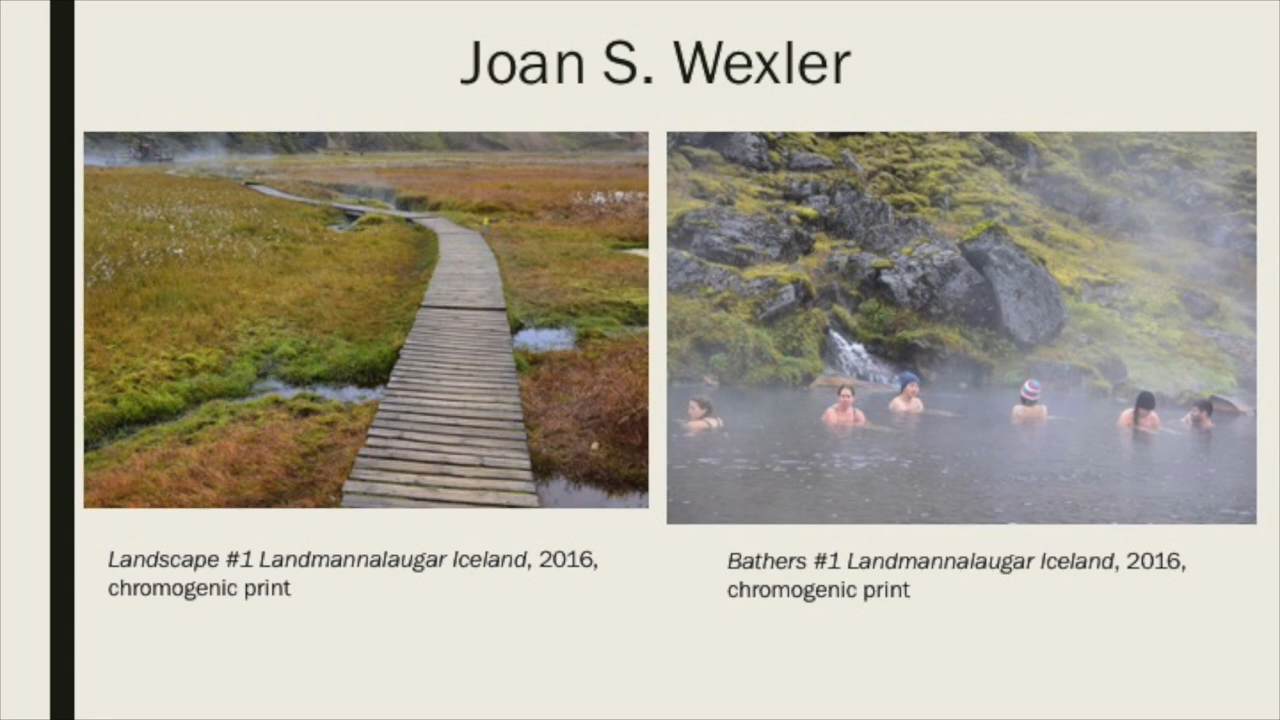 Joan S. Wexler
Landscape #1 Landmannalaugar Iceland, 2016,
chromogenic print
Bathers #1 Landmannalaugar Iceland, 2016,
chromogenic print